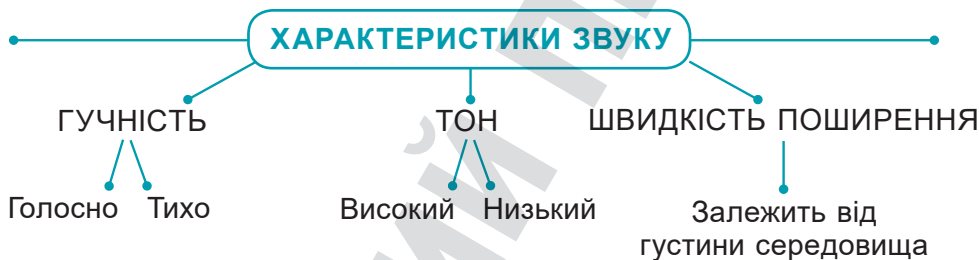 ХАРАКТЕРИСТИКИ ЗВУКУ
ГУЧНІСТЬ
ТОН
ШВИДКІСТЬ ПОШИРЕННЯ
Голосно Тихо
Високий Низький
Залежить від
густини середовища